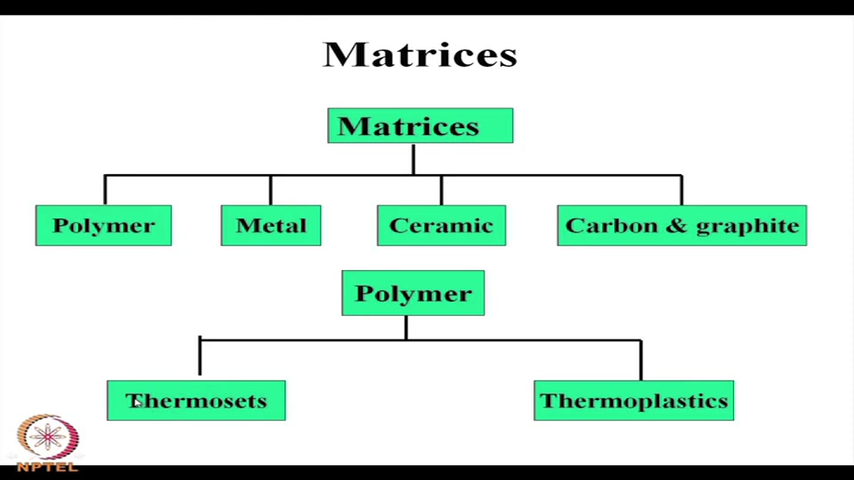 Matrices
Matrices
Polymer Metal Ceramic Carbon & graphite
Polymer
Thermosets Thermoplastics
NPTEL